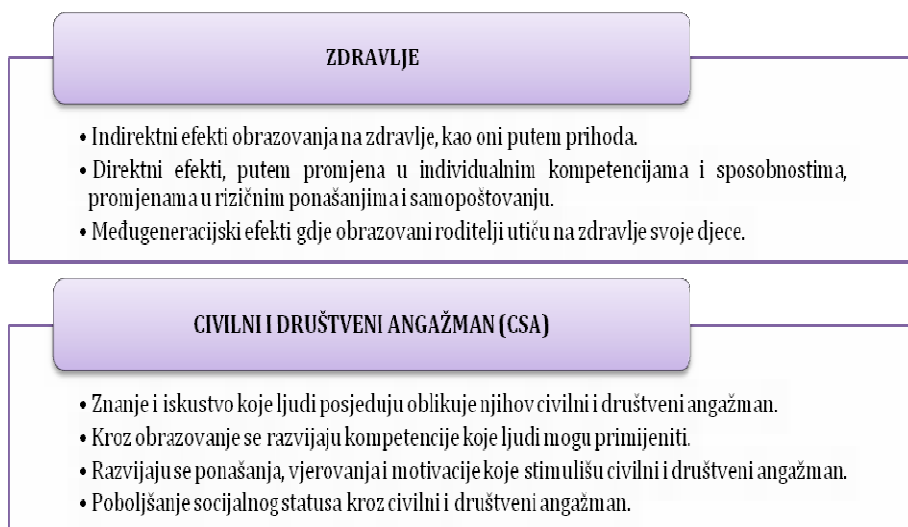 ZDRAVLJE
• Indirektni efekti obrazovanja na zdravlje, kao oni putem prihoda.
• Direktni efekti, putem promjena u individualnim kompetencijama i sposobnostima,
promjenama u rizičnim ponašanjima i samopoštovanju.
• Međugeneracijski efekti gdje obrazovani roditelji utiču na zdravlje svoje djece.
CIVILNI I DRUŠTVENI ANGAŽMAN (CSA)
• Znanje i iskustvo koje ljudi posjeduju oblikuje njihov civilni i društveni angažman.
• Kroz obrazovanje se razvijaju kompetencije koje ljudi mogu primijeniti.
• Razvijaju se ponašanja, vjerovanja i motivacije koje stimulišu civilni i društveni angažman.
• Poboljšanje socijalnog statusa kroz civilni i društveni angažman.